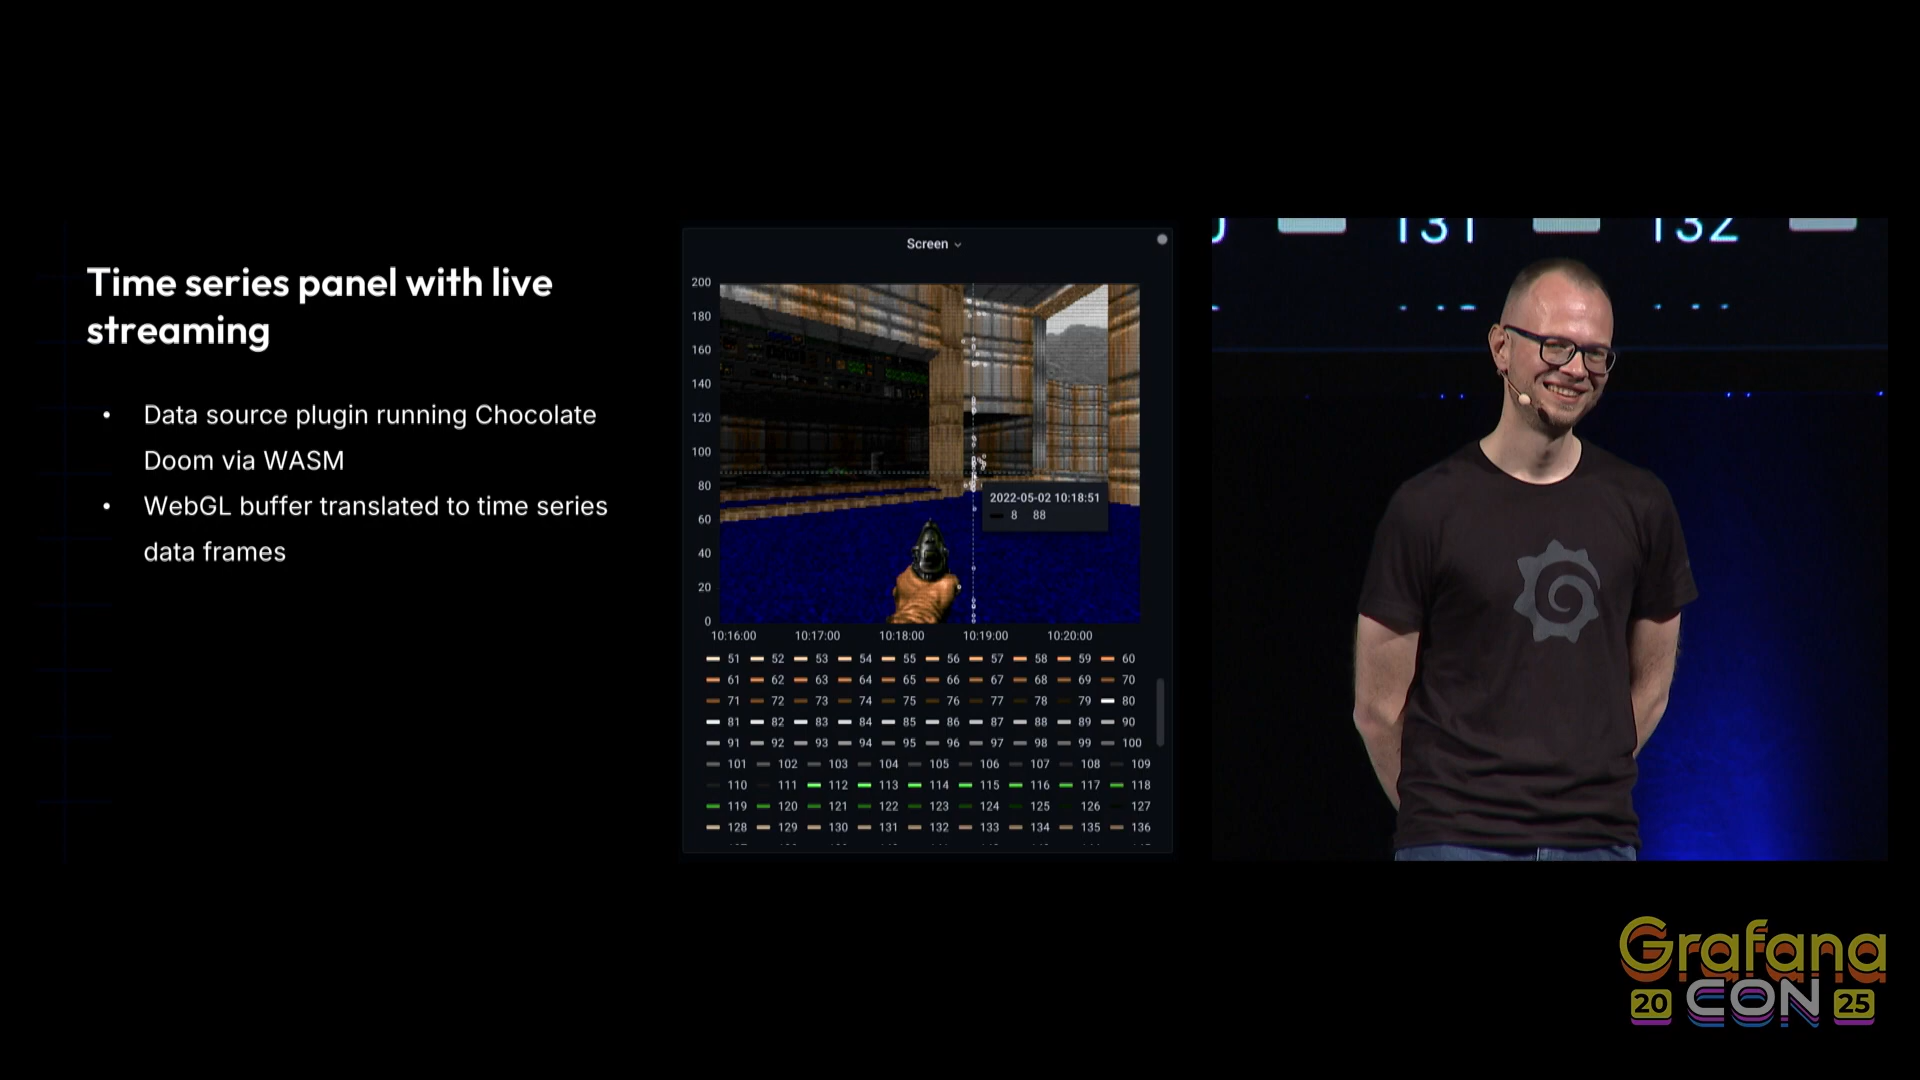 Time series panel with live
streaming
• Data source plugin running Chocolate
Doom via WASM
• WebGL buffer translated to time series
data frames
Screen
200
180
160
140
120
100
80
60
40
20
0
2022-05-02 10:18:51
8 88
10:16:00 10:17:00 10:18:00 10:19:00 10:20:00
51 52 53 54 55 56 57 58 59 60
61 62 63 64 65 66 67 68 69 70
71 72 73 74 75 76 77 78 79 80
81 82 83 84 85 86 87 88 89 90
91 92 93 94 95 96 97 98 99 100
101 102 103 104 105 106 107 108 109
110 111 112 113 114 115 116 117 118
119 120 121 122 123 124 125 126 127
128 129 130 131 132 133 134 135 136
131 132
Grafana
20 CON 25